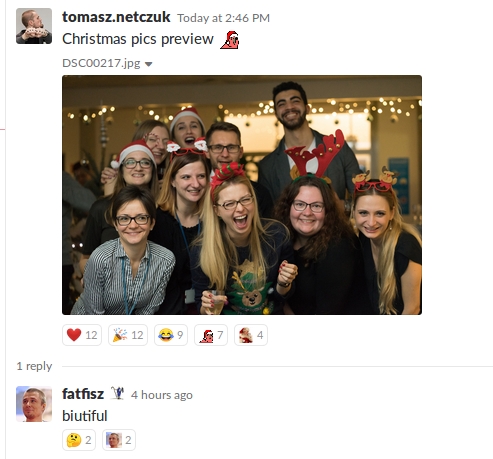 tomasz.netczuk Today at 2:46 PM
Christmas pics preview
DSC00217.jpg
12 12 9 7 4
1 reply
fatfisz 4 hours ago
biutiful
2 2